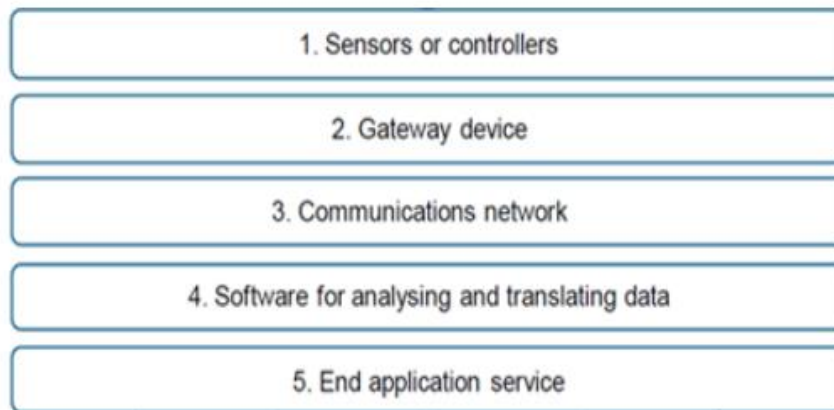 1. Sensors or controllers
2. Gateway device
3. Communications network
4. Software for analysing and translating data
5. End application service